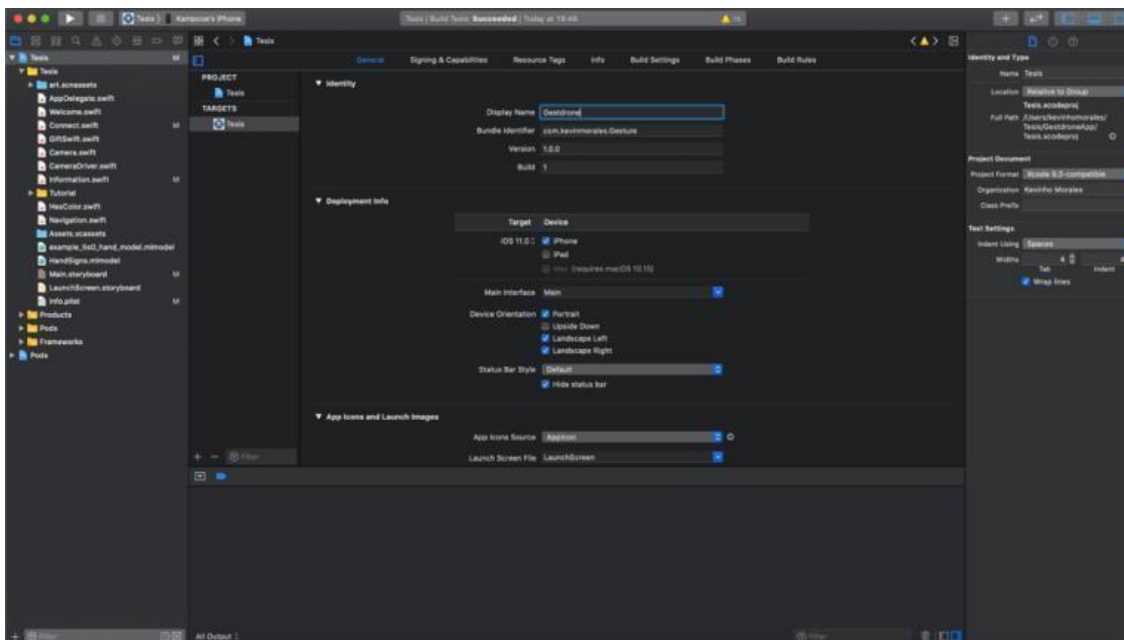 Tesis
Kampose's iPhone
Tesis | Build Tesis: Succeeded | Today at 19:40
Tesis
M
Tesis
art.scnassets
AppDelegate.swift
Welcome.swift
Connect.swift
M
GifSwift.swift
Camera.swift
CameraDriver.swift
Information.swift
M
Tutorial
HexColor.swift
Navigation.swift
Assets.xcassets
example_5s0_hand_model.mlmodel
HandSigns.mlmodel
Main.storyboard
M
LaunchScreen.storyboard
Info.plist
M
Products
Pods
Frameworks
Pods
Filter
Tesis
General
Signing & Capabilities
Resource Tags
Info
Build Settings
Build Phases
Build Rules
PROJECT
Tesis
TARGETS
Tesis
Filter
Identity
Display Name Gestdrone
Bundle Identifier com.kevinmorales.Gesture
Version 1.0.0
Build 1
Deployment Info
Target Device
iOS 11.0
iPhone
iPad
Mac (requires macOS 10.15)
Main Interface Main
Device Orientation Portrait
Upside Down
Landscape Left
Landscape Right
Status Bar Style Default
Hide status bar
App Icons and Launch Images
App Icons Source AppIcon
Launch Screen File LaunchScreen
All Output
Filter
Identity and Type
Name Tesis
Location Relative to Group
Tesis.xcodeproj
Full Path /Users/kevinhomorales/
Tesis/GestdroneApp/
Tesis.xcodeproj
Project Document
Project Format Xcode 9.3-compatible
Organization Kevinho Morales
Class Prefix
Text Settings
Indent Using Spaces
Widths 4 4
Tab Indent
Wrap lines